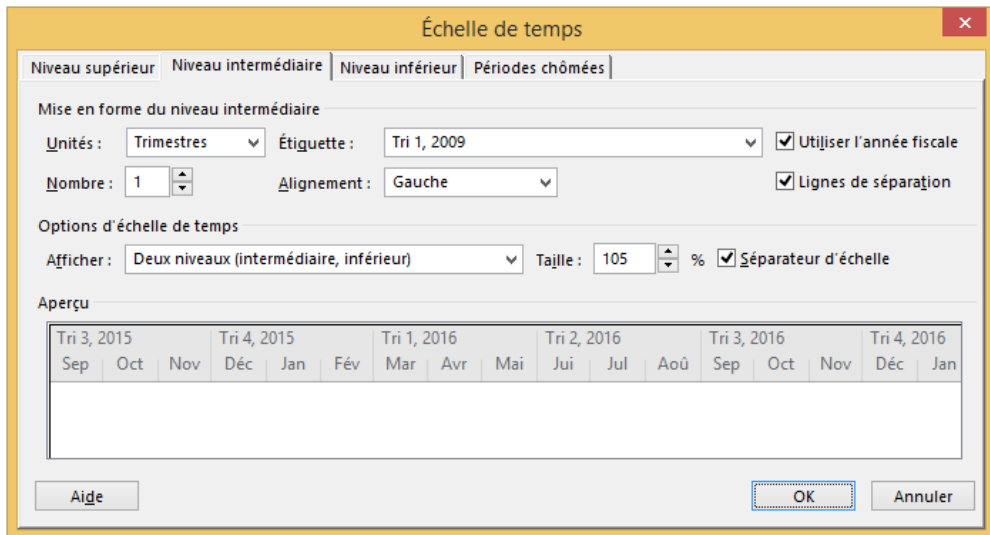 Échelle de temps
Niveau supérieur Niveau intermédiaire Niveau inférieur Périodes chômées
Mise en forme du niveau intermédiaire
Unités : Trimestres Étiquette : Tri 1, 2009 Utiliser l'année fiscale
Nombre : 1 Alignement : Gauche Lignes de séparation
Options d'échelle de temps
Afficher : Deux niveaux (intermédiaire, inférieur) Taille : 105 % Séparateur d'échelle
Aperçu
Tri 3, 2015 Tri 4, 2015 Tri 1, 2016 Tri 2, 2016 Tri 3, 2016 Tri 4, 2016
Sep Oct Nov Déc Jan Fév Mar Avr Mai Jui Jul Aoû Sep Oct Nov Déc Jan
Aide OK Annuler